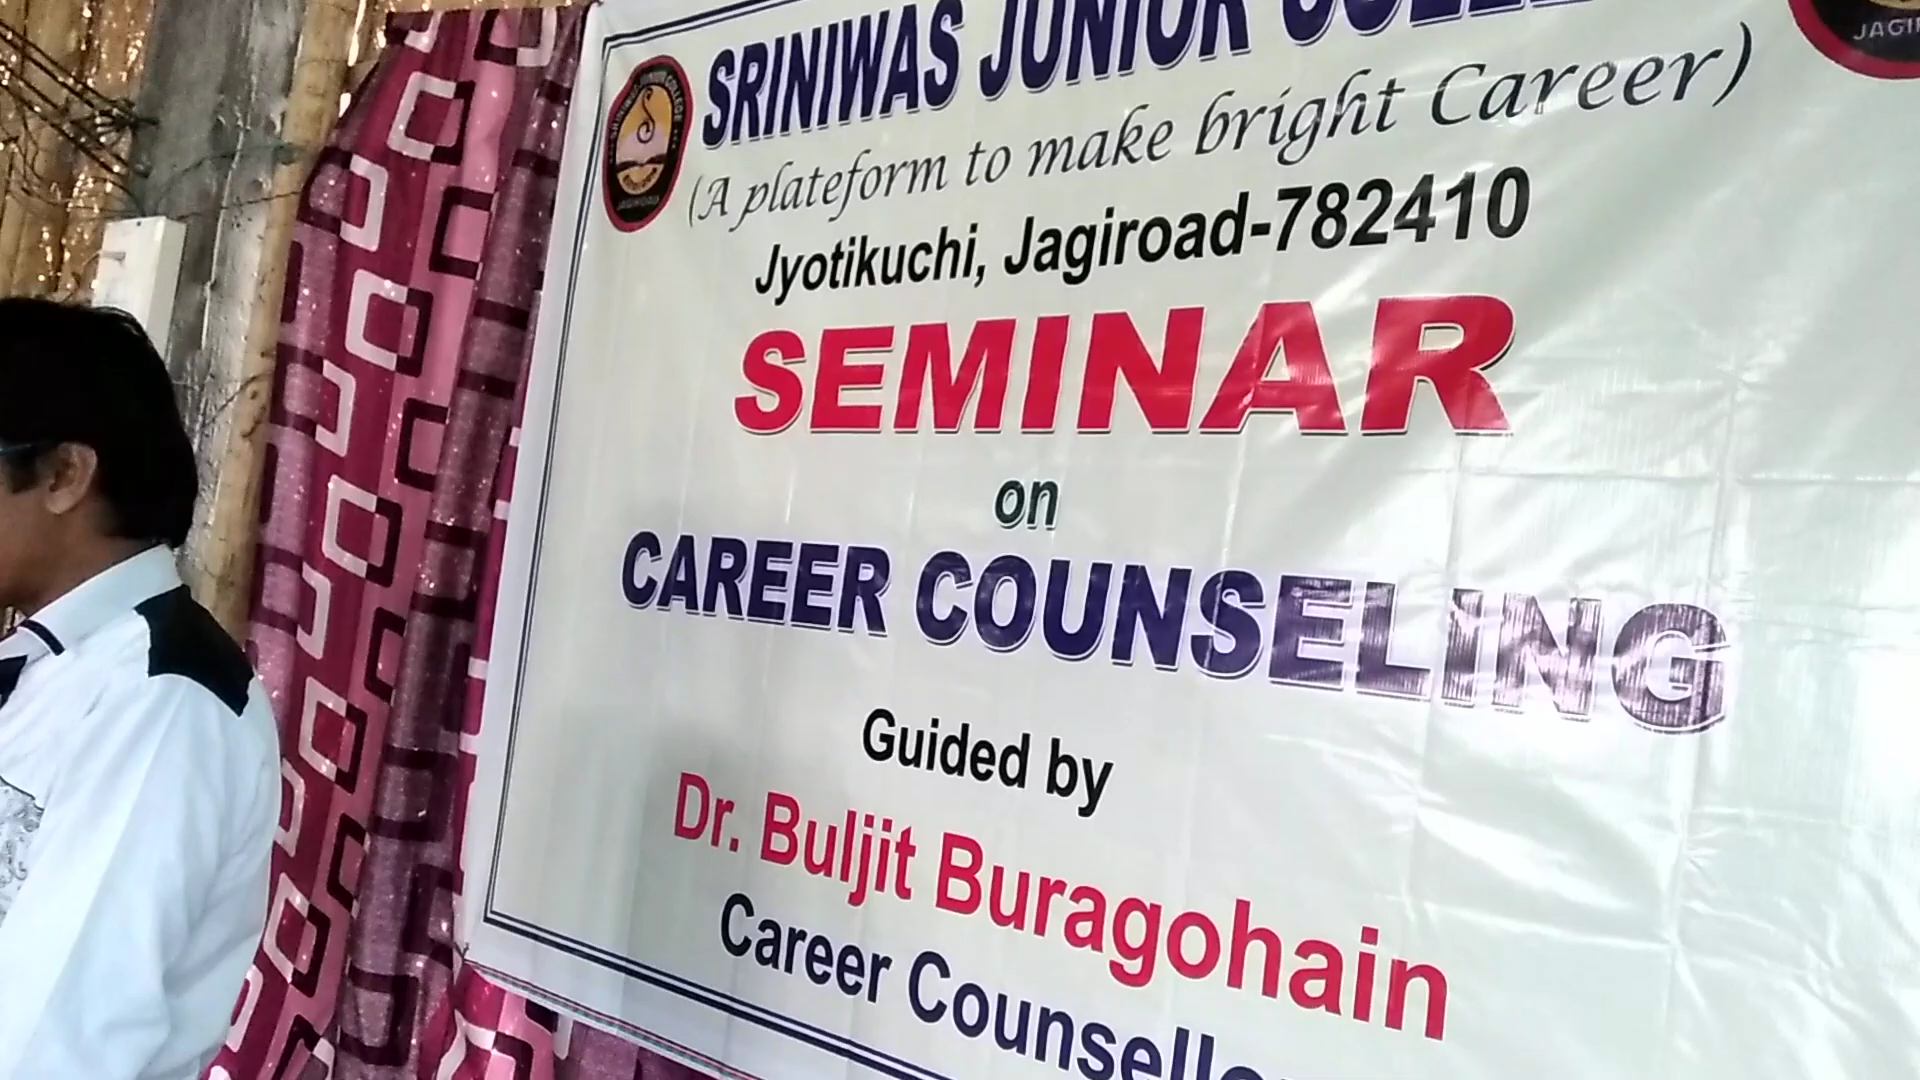 SRINIWAS JUNIOR
(A plateform to make bright Career)
Jyotikuchi, Jagiroad-782410
SEMINAR
on
CAREER COUNSELING
Guided by
Dr. Buljit Buragohain
Career
JAGIROAD